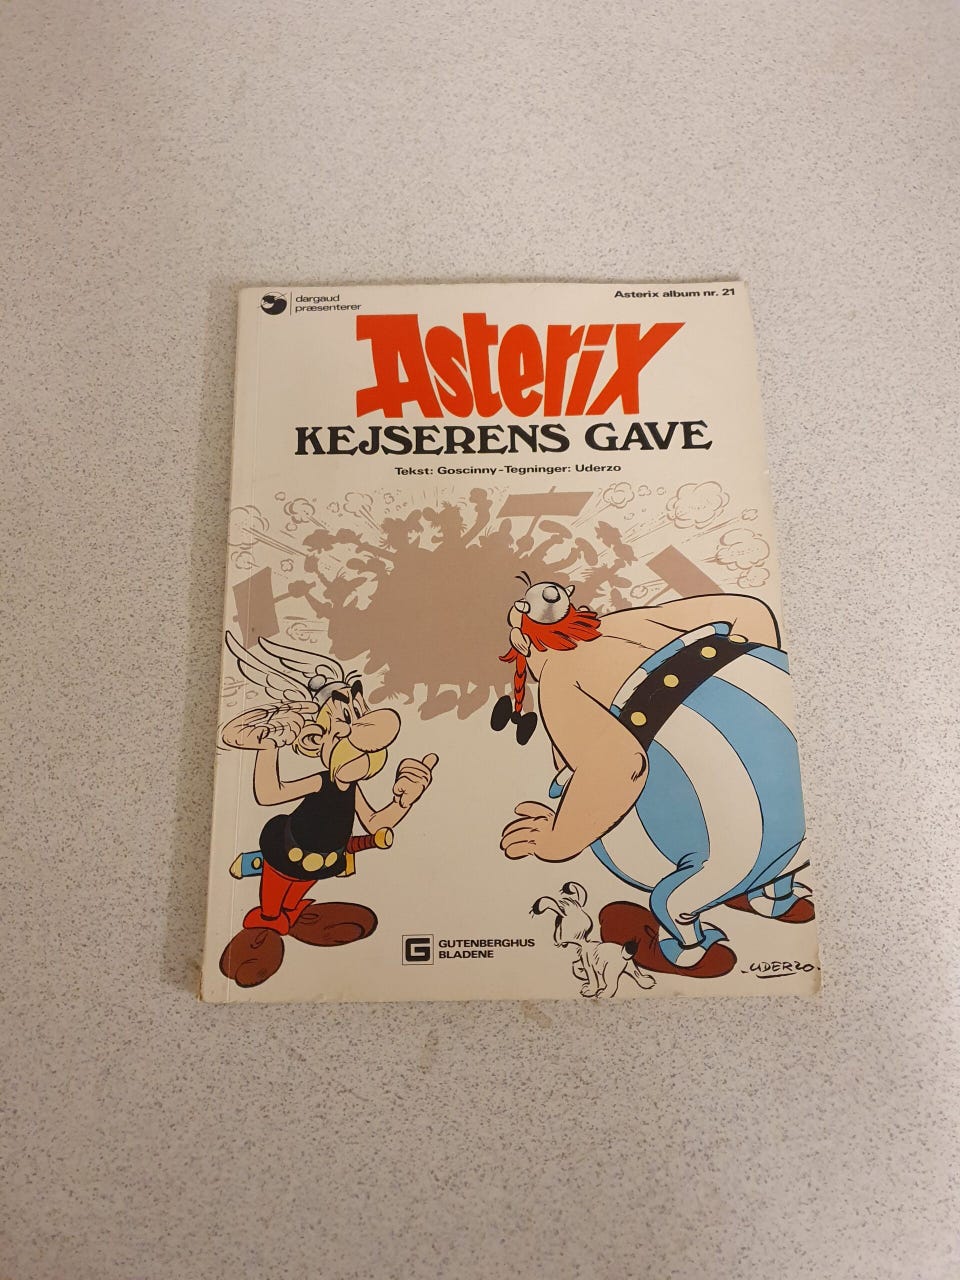 dargaud
præsenterer
Asterix album nr. 21
Asterix
KEJSERENS GAVE
Tekst: Goscinny-Tegninger: Uderzo
G GUTENBERGHUS
BLADENE
·UDERZO·